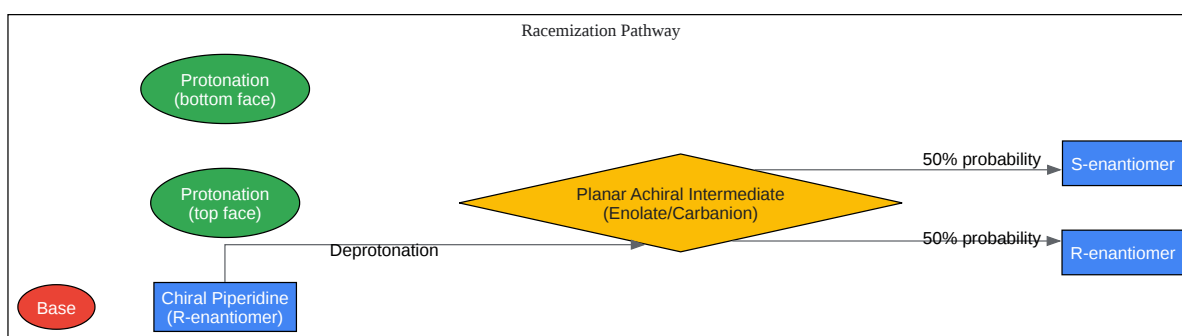 Racemization Pathway
Protonation
(bottom face)
Protonation
(top face)
Base
Chiral Piperidine
(R-enantiomer)
Deprotonation
Planar Achiral Intermediate
(Enolate/Carbanion)
50% probability
S-enantiomer
50% probability
R-enantiomer